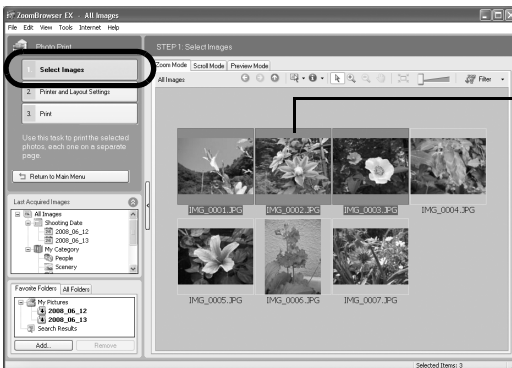 ZoomBrowser EX - All Images
File Edit View Tools Internet Help
Photo Print
1. Select Images
2. Printer and Layout Settings
3. Print
Use this task to print the selected
photos, each one on a separate
page.
Return to Main Menu
Last Acquired Images
All Images
Shooting Date
2008_06_12
2008_06_13
My Category
People
Scenery
Favorite Folders All Folders
My Pictures
2008_06_12
2008_06_13
Search Results
Add... Remove
STEP1: Select Images
Zoom Mode Scroll Mode Preview Mode
All Images Filter
IMG_0001.JPG IMG_0002.JPG IMG_0003.JPG IMG_0004.JPG
IMG_0005.JPG IMG_0006.JPG IMG_0007.JPG
Selected Items: 3